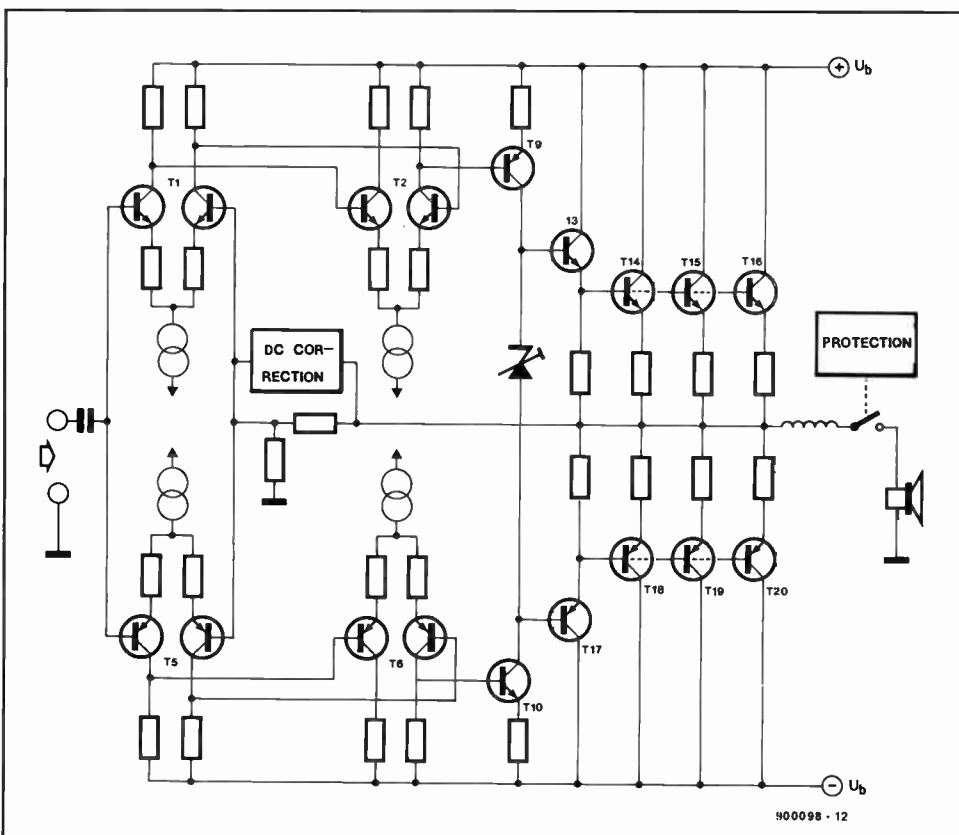 + Ub
T1
T2
T9
13
T14
T15
T16
DC COR-
RECTION
PROTECTION
T5
T6
T10
T17
T18
T19
T20
− Ub
900098 - 12